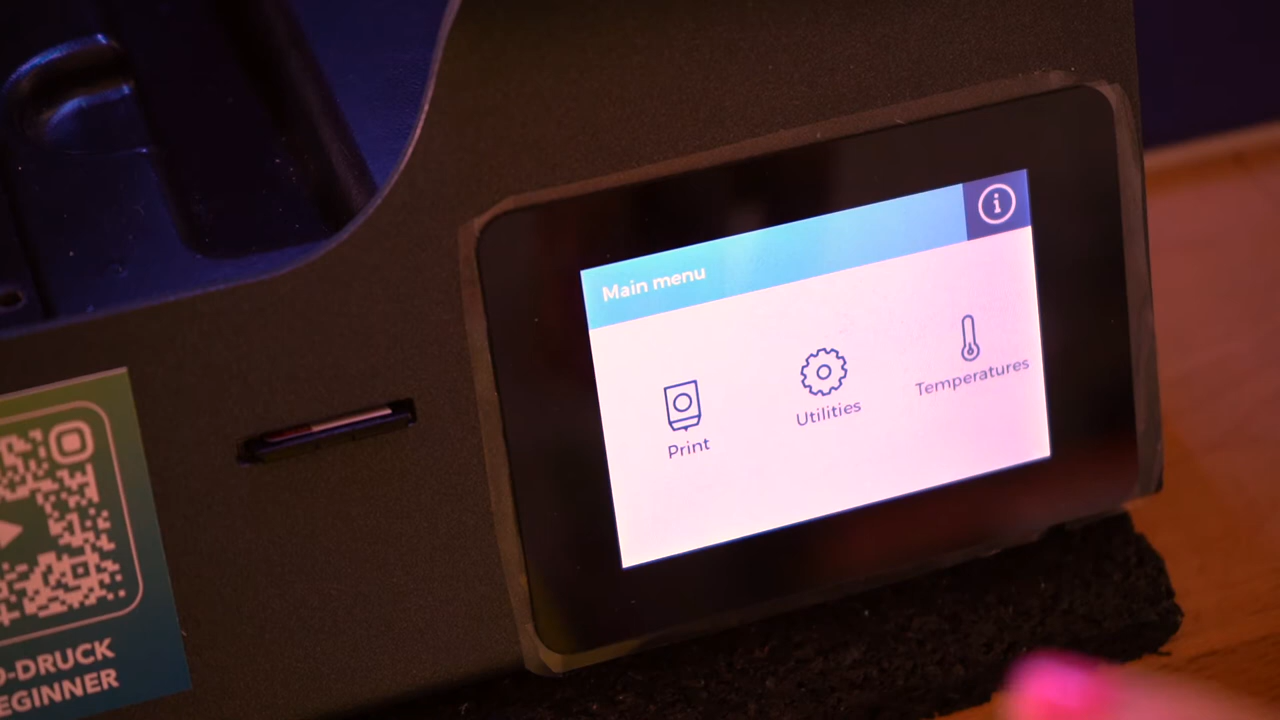 Main menu
i
Print
Utilities
Temperatures
-DRUCK
EGINNER